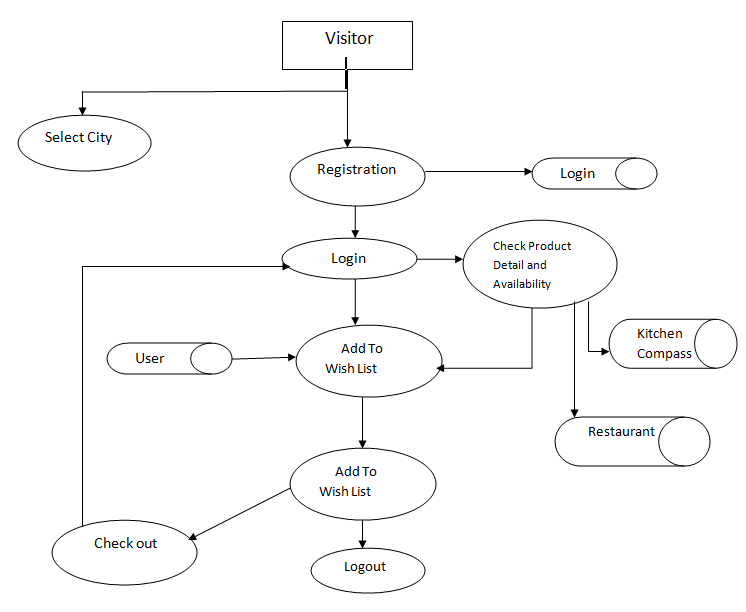 Visitor
Select City
Registration
Login
Login
Check Product
Detail and
Availability
Kitchen
Compass
User
Add To
Wish List
Restaurant
Add To
Wish List
Check out
Logout